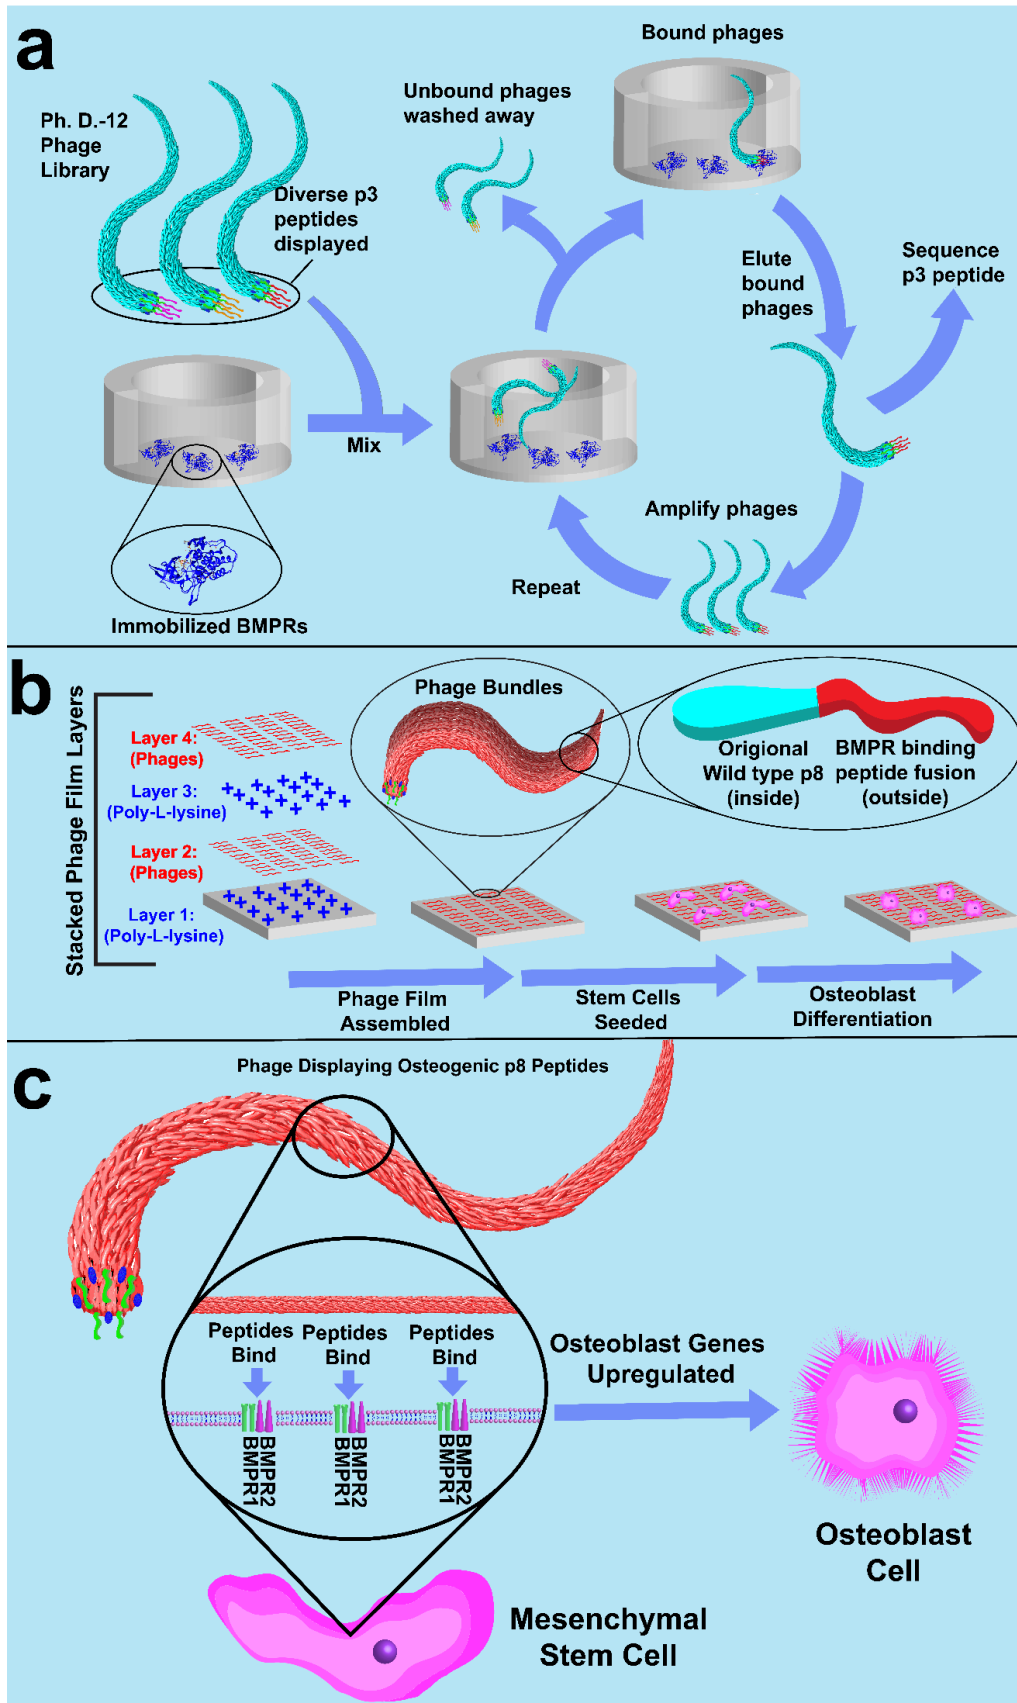 a
Ph. D.-12
Phage
Library
Diverse p3
peptides
displayed
Unbound phages
washed away
Bound phages
Elute
bound
phages
Sequence
p3 peptide
Mix
Amplify phages
Repeat
Immobilized BMPRs
b
Stacked Phage Film Layers
Layer 4:
(Phages)
Layer 3:
(Poly-L-lysine)
Layer 2:
(Phages)
Layer 1:
(Poly-L-lysine)
Phage Bundles
Origional
Wild type p8
(inside)
BMPR binding
peptide fusion
(outside)
Phage Film
Assembled
Stem Cells
Seeded
Osteoblast
Differentiation
c
Phage Displaying Osteogenic p8 Peptides
Peptides
Bind
Peptides
Bind
Peptides
Bind
BMPR1
BMPR2
BMPR1
BMPR2
BMPR1
BMPR2
Osteoblast Genes
Upregulated
Osteoblast
Cell
Mesenchymal
Stem Cell